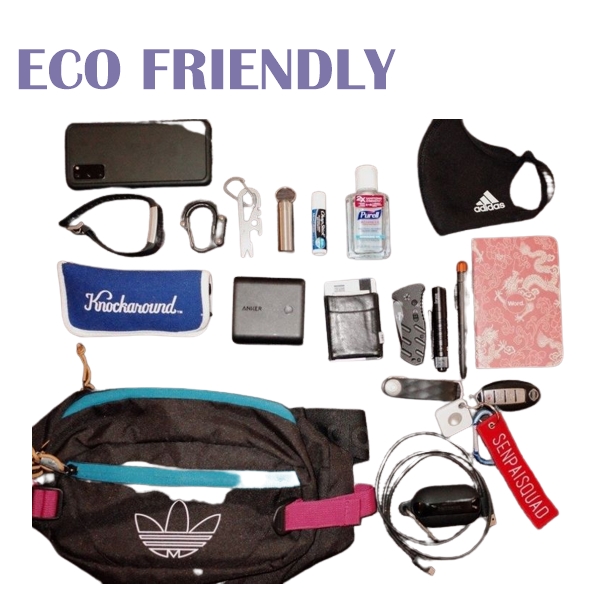 ECO FRIENDLY
adidas
Purell
Knockaround
ANKER
SENPAISQUAD